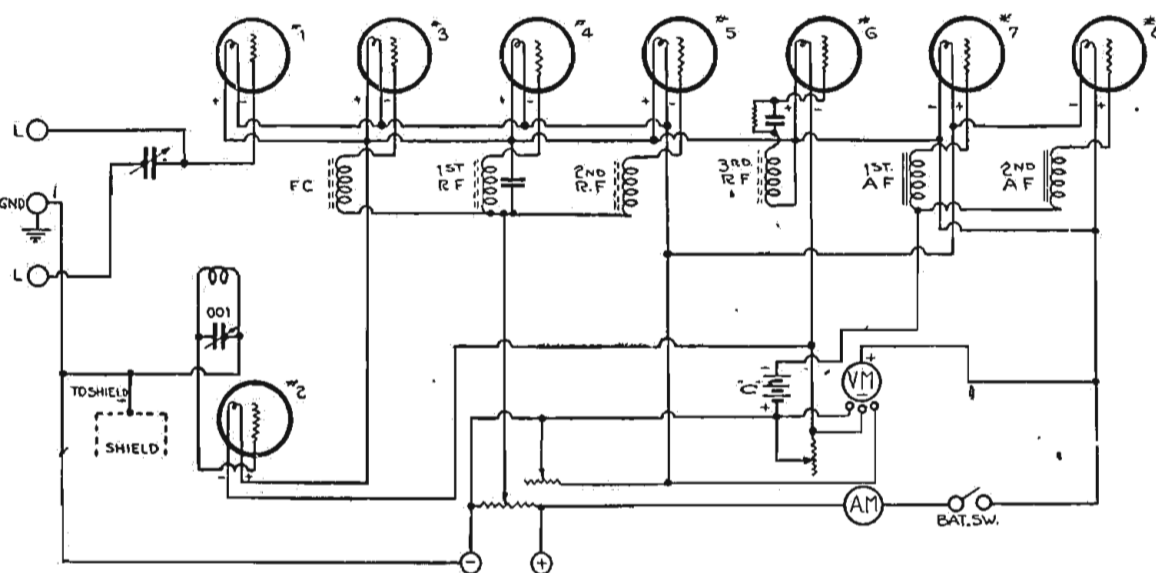 #1
#3
#4
#5
#6
#7
+ -
+ -
+ -
+ -
- +
- +
L
GND
L
FC
1ST. RF
2ND R.F
3RD. RF
1ST. AF
2ND AF
001
TO SHIELD
SHIELD
#2
- +
"C"
-
+
VM
+
-
AM
BAT. SW.
-
+